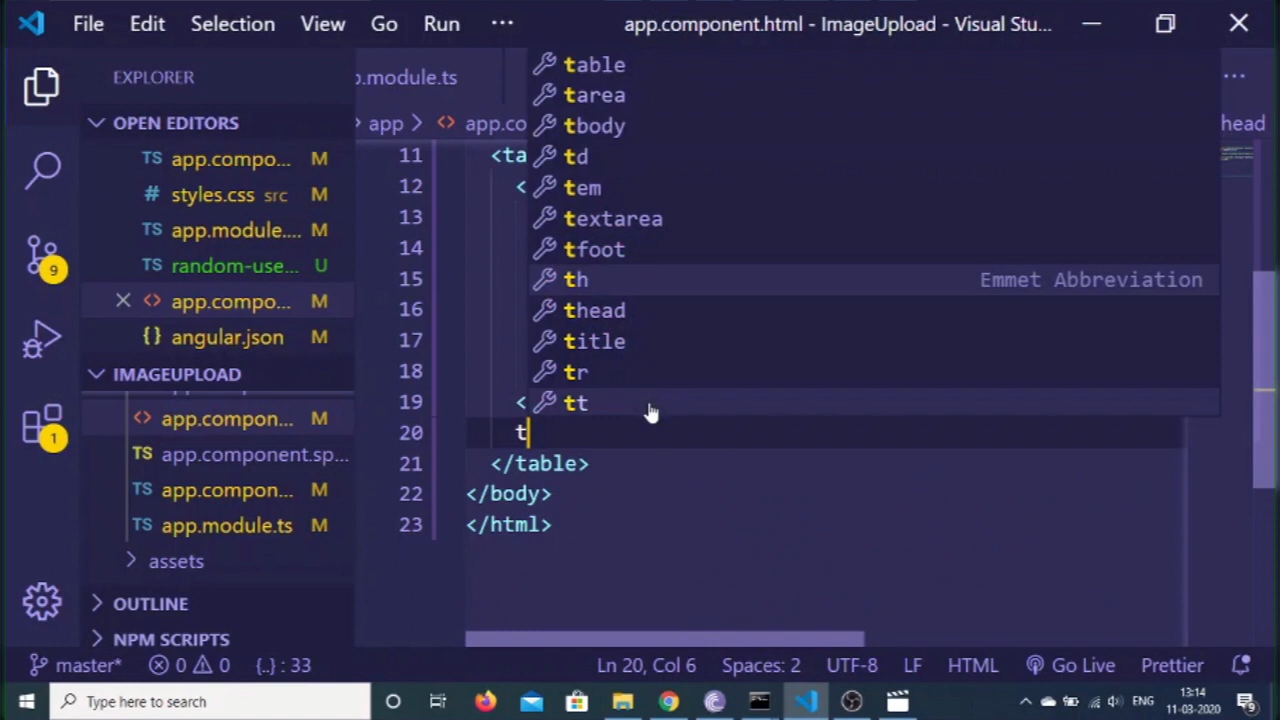 File Edit Selection View Go Run ··· app.component.html - ImageUpload - Visual Stu...
EXPLORER
OPEN EDITORS
TS app.compo... M
# styles.css src M
TS app.module.... M
TS random-use... U
<> app.compo... M
{} angular.json M
IMAGEUPLOAD
<> app.compon... M
TS app.component.sp...
TS app.compon... M
TS app.module.ts M
assets
OUTLINE
NPM SCRIPTS
9
1
.module.ts
app > <> app.co
head
11 <ta
12 <
13
14
15
16
17
18
19 <
20 t
21 </table>
22 </body>
23 </html>
table
tarea
tbody
td
tem
textarea
tfoot
th Emmet Abbreviation
thead
title
tr
tt
master* 0 0 {..} : 33 Ln 20, Col 6 Spaces: 2 UTF-8 LF HTML Go Live Prettier
Type here to search
ENG 13:14
11-03-2020
9